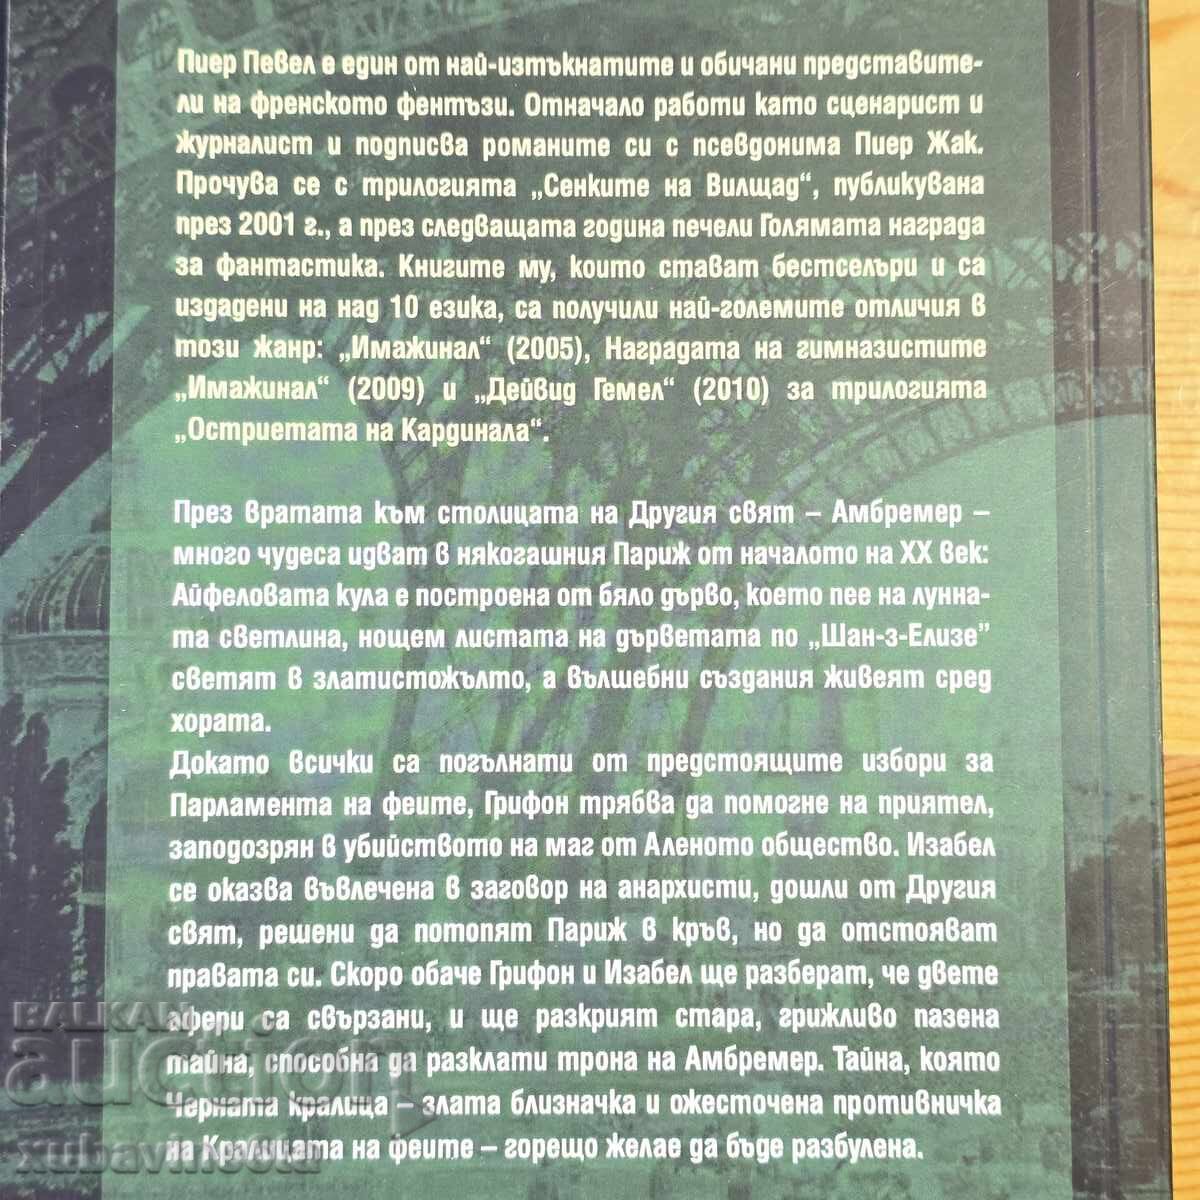 Пиер Певел е един от най-изтъкнатите и обичани представите-
ли на френското фентъзи. Отначало работи като сценарист и
журналист и подписва романите си с псевдонима Пиер Жак.
Прочува се с трилогията „Сенките на Вилщад“, публикувана
през 2001 г., а през следващата година печели Голямата награда
за фантастика. Книгите му, които стават бестселъри и са
издадени на над 10 езика, са получили най-големите отличия в
този жанр: „Имажинал“ (2005), Наградата на гимназистите
„Имажинал“ (2009) и „Дейвид Гемел“ (2010) за трилогията
„Остриетата на Кардинала“.
През вратата към столицата на Другия свят – Амбремер –
много чудеса идват в някогашния Париж от началото на XX век:
Айфеловата кула е построена от бяло дърво, което пее на лунна-
та светлина, нощем листата на дърветата по „Шан-з-Елизе”
светят в златистожълто, а вълшебни създания живеят сред
хората.
Докато всички са погълнати от предстоящите избори за
Парламента на феите, Грифон трябва да помогне на приятел,
заподозрян в убийството на маг от Аленото общество. Изабел
се оказва въвлечена в заговор на анархисти, дошли от Другия
свят, решени да потопят Париж в кръв, но да отстояват
правата си. Скоро обаче Грифон и Изабел ще разберат, че двете
афери са свързани, и ще разкрият стара, грижливо пазена
тайна, способна да разклати трона на Амбремер. Тайна, която
Черната кралица – злата близначка и ожесточена противничка
на Кралицата на феите – горещо желае да бъде разбулена.
BALKAN
auction
xubavknesta